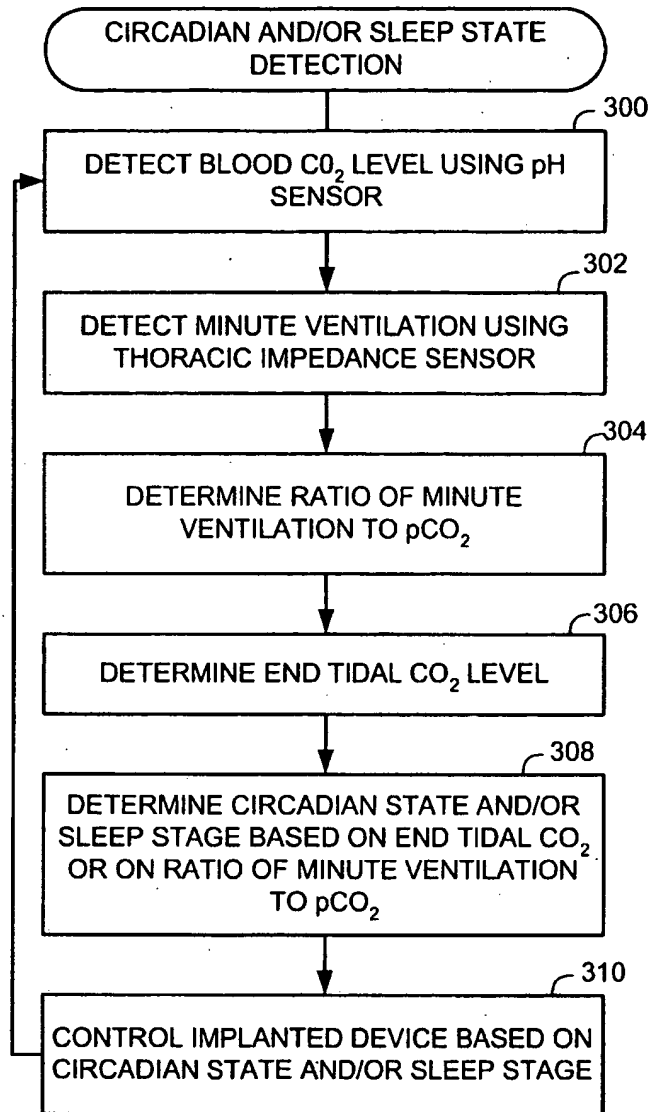 CIRCADIAN AND/OR SLEEP STATE
DETECTION
300
DETECT BLOOD C0₂ LEVEL USING pH
SENSOR
302
DETECT MINUTE VENTILATION USING
THORACIC IMPEDANCE SENSOR
304
DETERMINE RATIO OF MINUTE
VENTILATION TO pCO₂
306
DETERMINE END TIDAL CO₂ LEVEL
308
DETERMINE CIRCADIAN STATE AND/OR
SLEEP STAGE BASED ON END TIDAL CO₂
OR ON RATIO OF MINUTE VENTILATION
TO pCO₂
310
CONTROL IMPLANTED DEVICE BASED ON
CIRCADIAN STATE AND/OR SLEEP STAGE